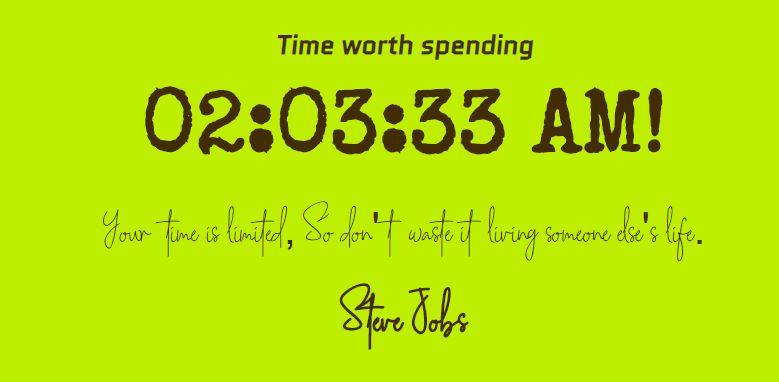 Time worth spending
02:03:33 AM!
Your time is limited, So don't waste it living someone else's life.
Steve Jobs